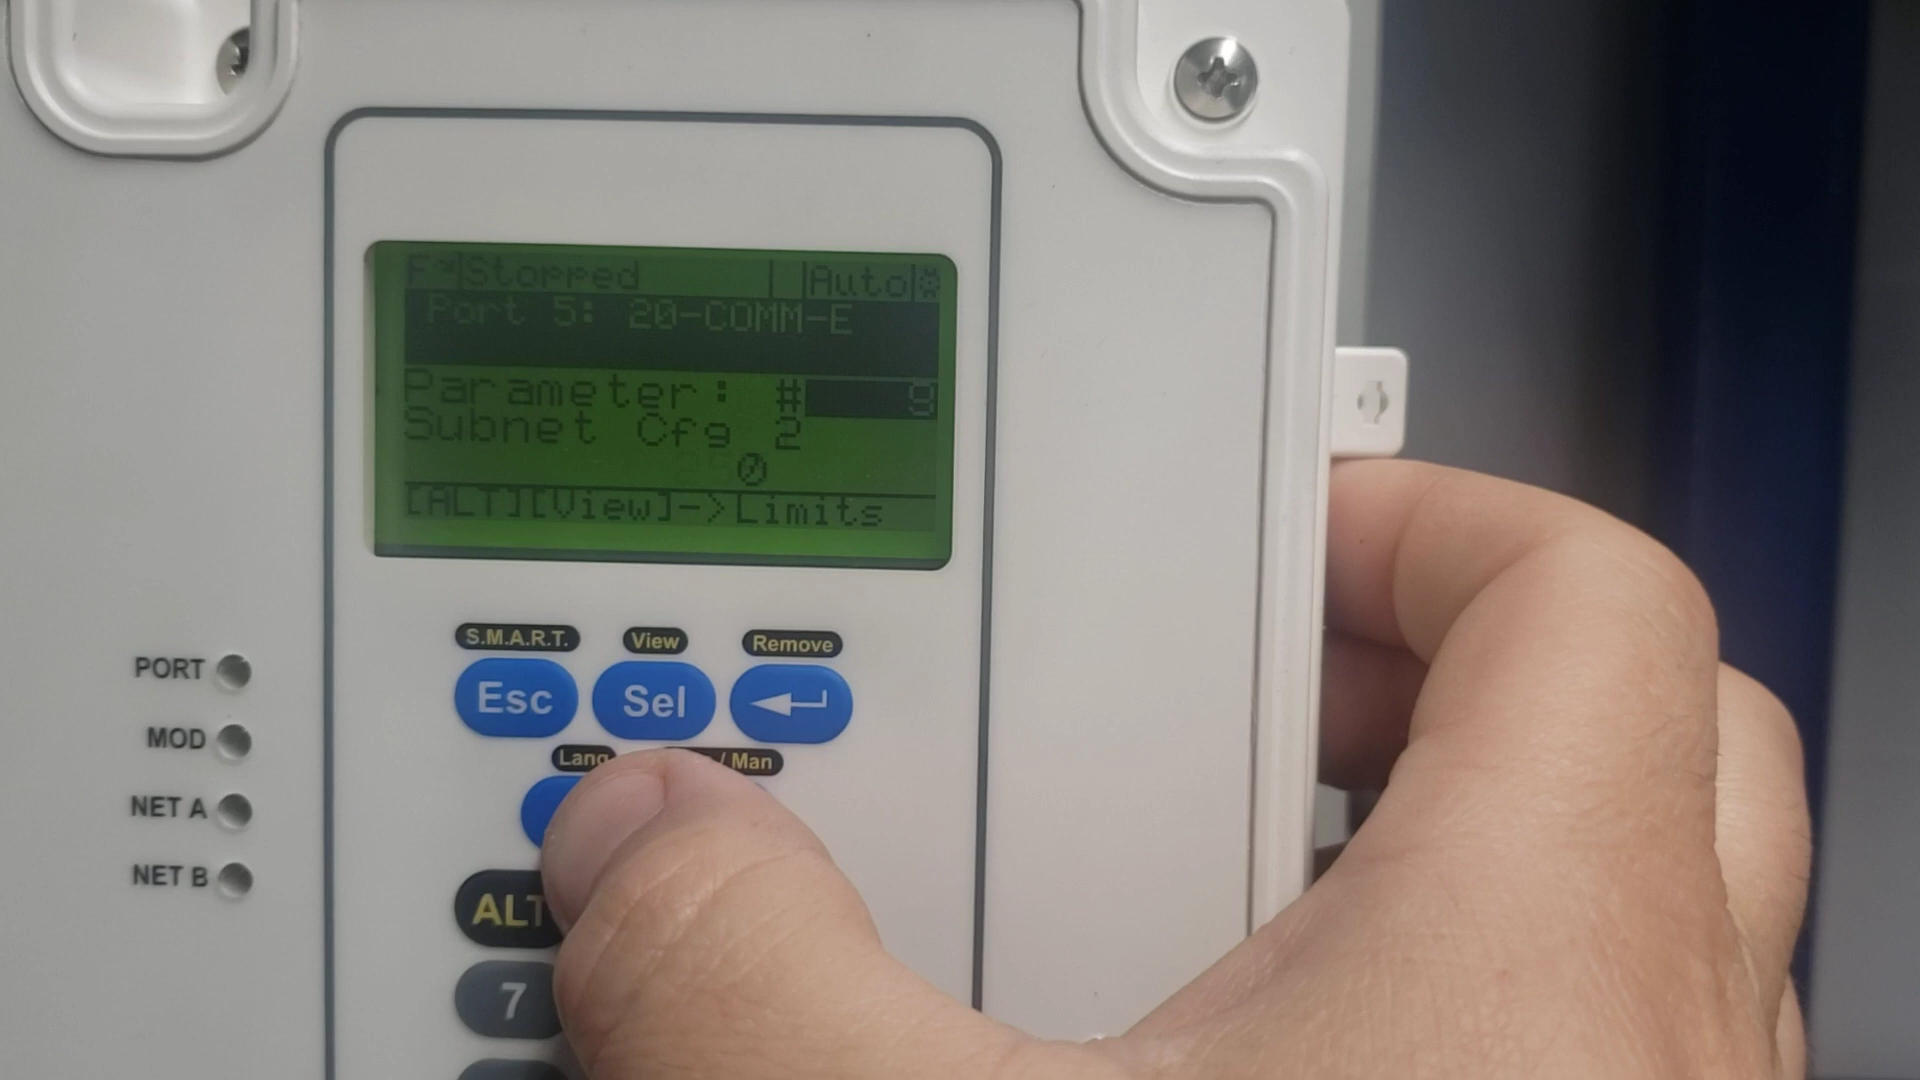 F Stopped Auto
Port 5: 20-COMM-E
Parameter: # 9
Subnet Cfg 2
0
[ALT][View]->Limits
S.M.A.R.T. View Remove
Esc Sel
Lang / Man
PORT
MOD
NET A
NET B
ALT
7